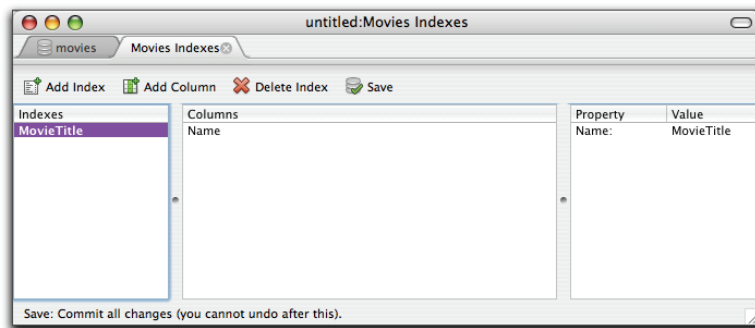 untitled:Movies Indexes
movies Movies Indexes
Add Index Add Column Delete Index Save
Indexes Columns Property Value
MovieTitle Name Name: MovieTitle
Save: Commit all changes (you cannot undo after this).